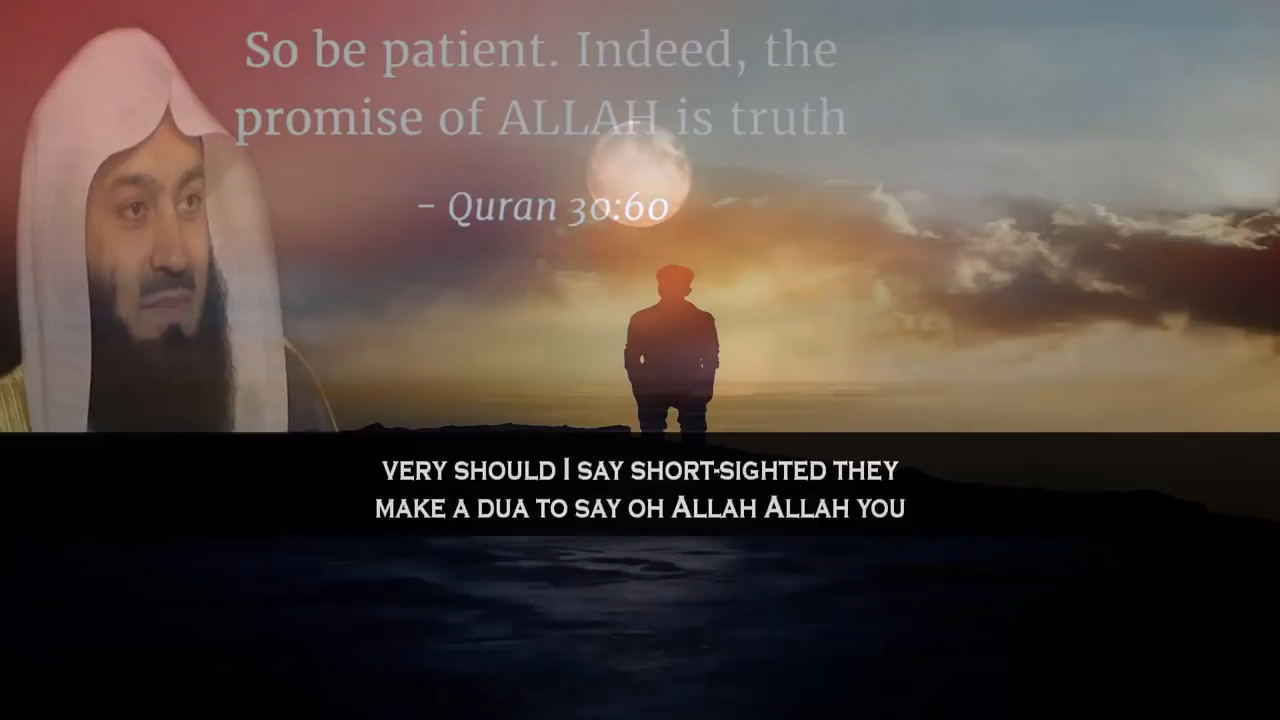 So be patient. Indeed, the
promise of ALLAH is truth
- Quran 30:60
VERY SHOULD I SAY SHORT-SIGHTED THEY
MAKE A DUA TO SAY OH ALLAH ALLAH YOU